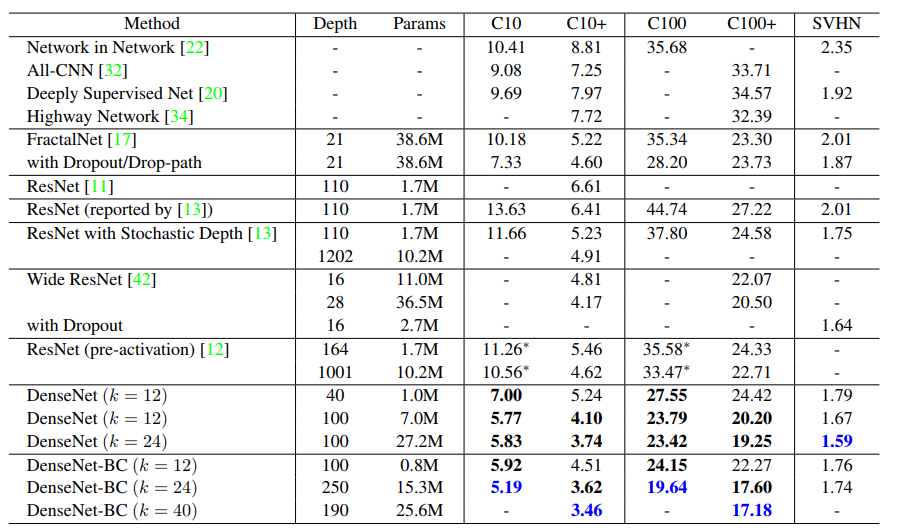 Method Depth Params C10 C10+ C100 C100+ SVHN
Network in Network [22] - - 10.41 8.81 35.68 - 2.35
All-CNN [32] - - 9.08 7.25 - 33.71 -
Deeply Supervised Net [20] - - 9.69 7.97 - 34.57 1.92
Highway Network [34] - - - 7.72 - 32.39 -
FractalNet [17] 21 38.6M 10.18 5.22 35.34 23.30 2.01
with Dropout/Drop-path 21 38.6M 7.33 4.60 28.20 23.73 1.87
ResNet [11] 110 1.7M - 6.61 - - -
ResNet (reported by [13]) 110 1.7M 13.63 6.41 44.74 27.22 2.01
ResNet with Stochastic Depth [13] 110 1.7M 11.66 5.23 37.80 24.58 1.75
1202 10.2M - 4.91 - - -
Wide ResNet [42] 16 11.0M - 4.81 - 22.07 -
28 36.5M - 4.17 - 20.50 -
with Dropout 16 2.7M - - - - 1.64
ResNet (pre-activation) [12] 164 1.7M 11.26* 5.46 35.58* 24.33 -
1001 10.2M 10.56* 4.62 33.47* 22.71 -
DenseNet (k = 12) 40 1.0M 7.00 5.24 27.55 24.42 1.79
DenseNet (k = 12) 100 7.0M 5.77 4.10 23.79 20.20 1.67
DenseNet (k = 24) 100 27.2M 5.83 3.74 23.42 19.25 1.59
DenseNet-BC (k = 12) 100 0.8M 5.92 4.51 24.15 22.27 1.76
DenseNet-BC (k = 24) 250 15.3M 5.19 3.62 19.64 17.60 1.74
DenseNet-BC (k = 40) 190 25.6M - 3.46 - 17.18 -